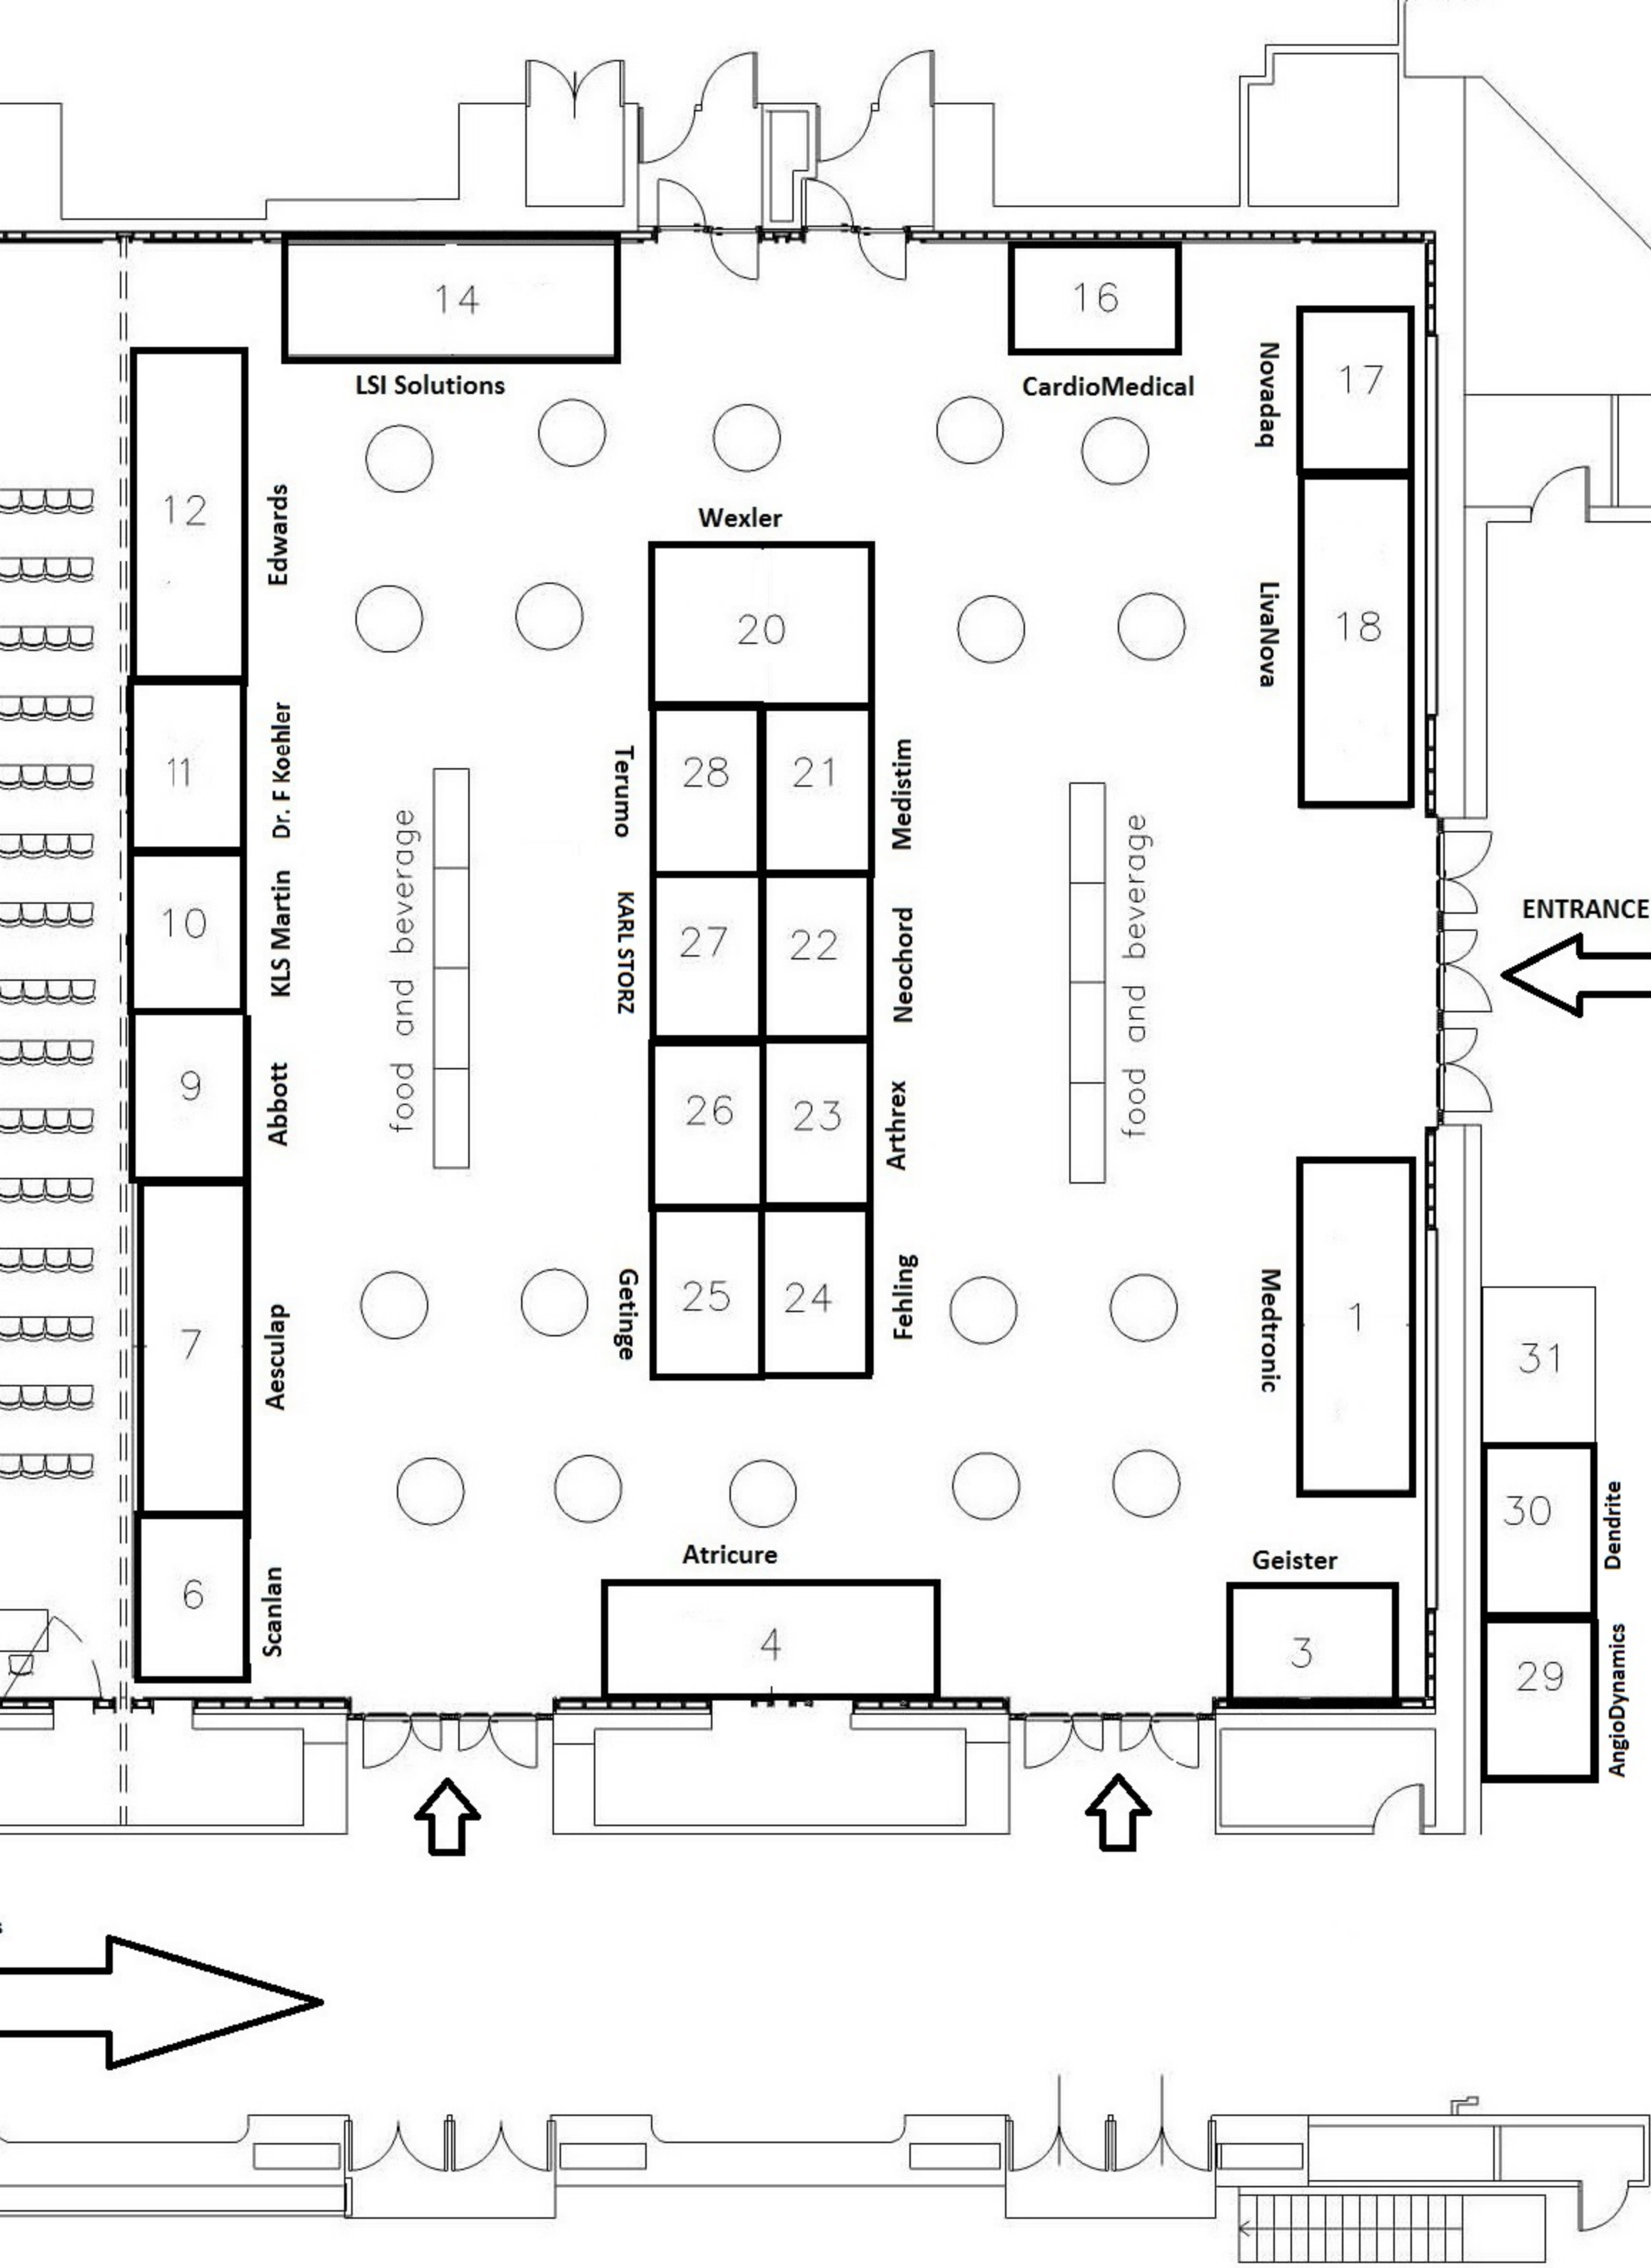 14
16
LSI Solutions
CardioMedical
17
Novadaq
12
Edwards
Wexler
20
18
LivaNova
11
Dr. F Koehler
28
Terumo
21
Medistim
10
KLS Martin
food and beverage
27
KARL STORZ
22
Neochord
food and beverage
ENTRANCE
9
Abbott
26
23
Arthrex
7
Aesculap
25
Getinge
24
Fehling
1
Medtronic
31
30
Dendrite
Atricure
Geister
6
Scanlan
4
3
29
AngioDynamics